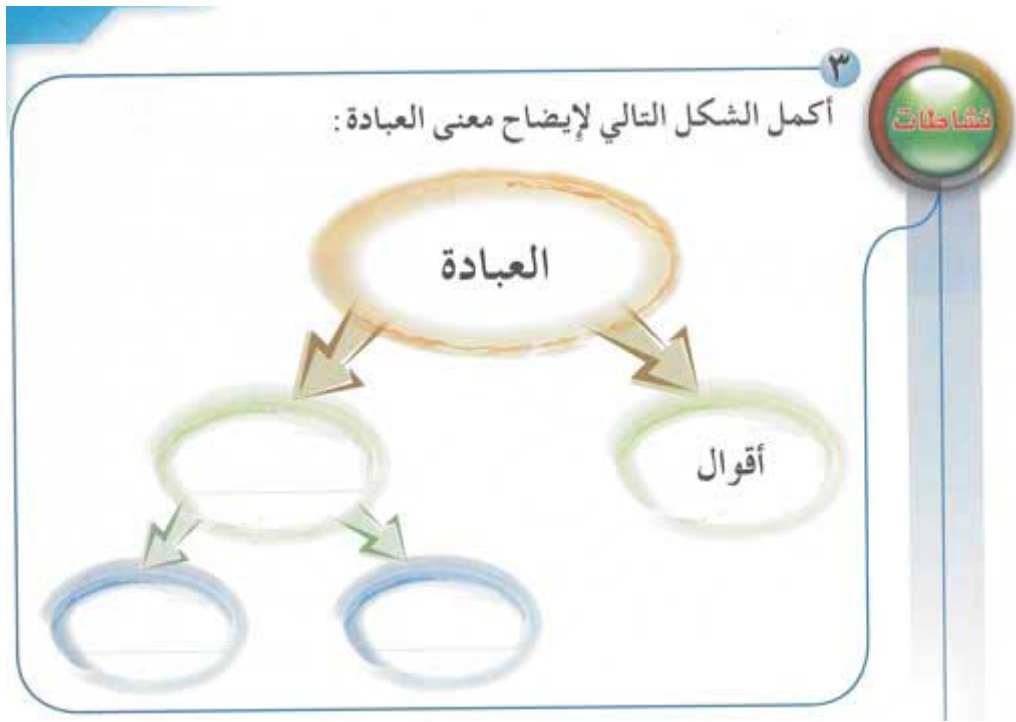 ٣
نشاطات
أكمل الشكل التالي لإيضاح معنى العبادة :
العبادة
أقوال